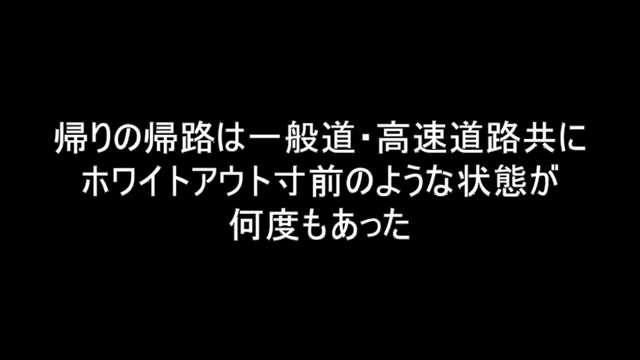 帰りの帰路は一般道・高速道路共に
ホワイトアウト寸前のような状態が
何度もあった